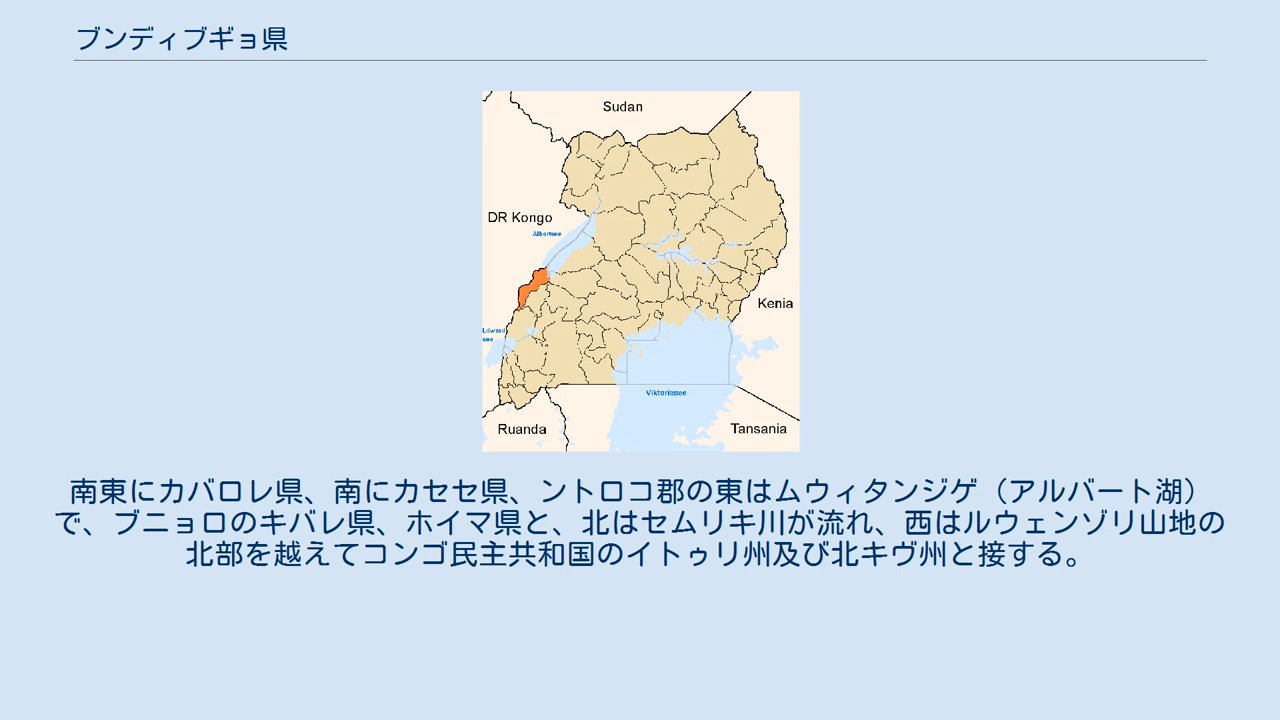 ブンディブギョ県
Sudan
DR Kongo
Albertsee
Kenia
Edward
see
Viktoriasee
Ruanda
Tansania
南東にカバロレ県、南にカセセ県、ントロコ郡の東はムウィタンジゲ（アルバート湖）
で、ブニョロのキバレ県、ホイマ県と、北はセムリキ川が流れ、西はルウェンゾリ山地の
北部を越えてコンゴ民主共和国のイトゥリ州及び北キヴ州と接する。